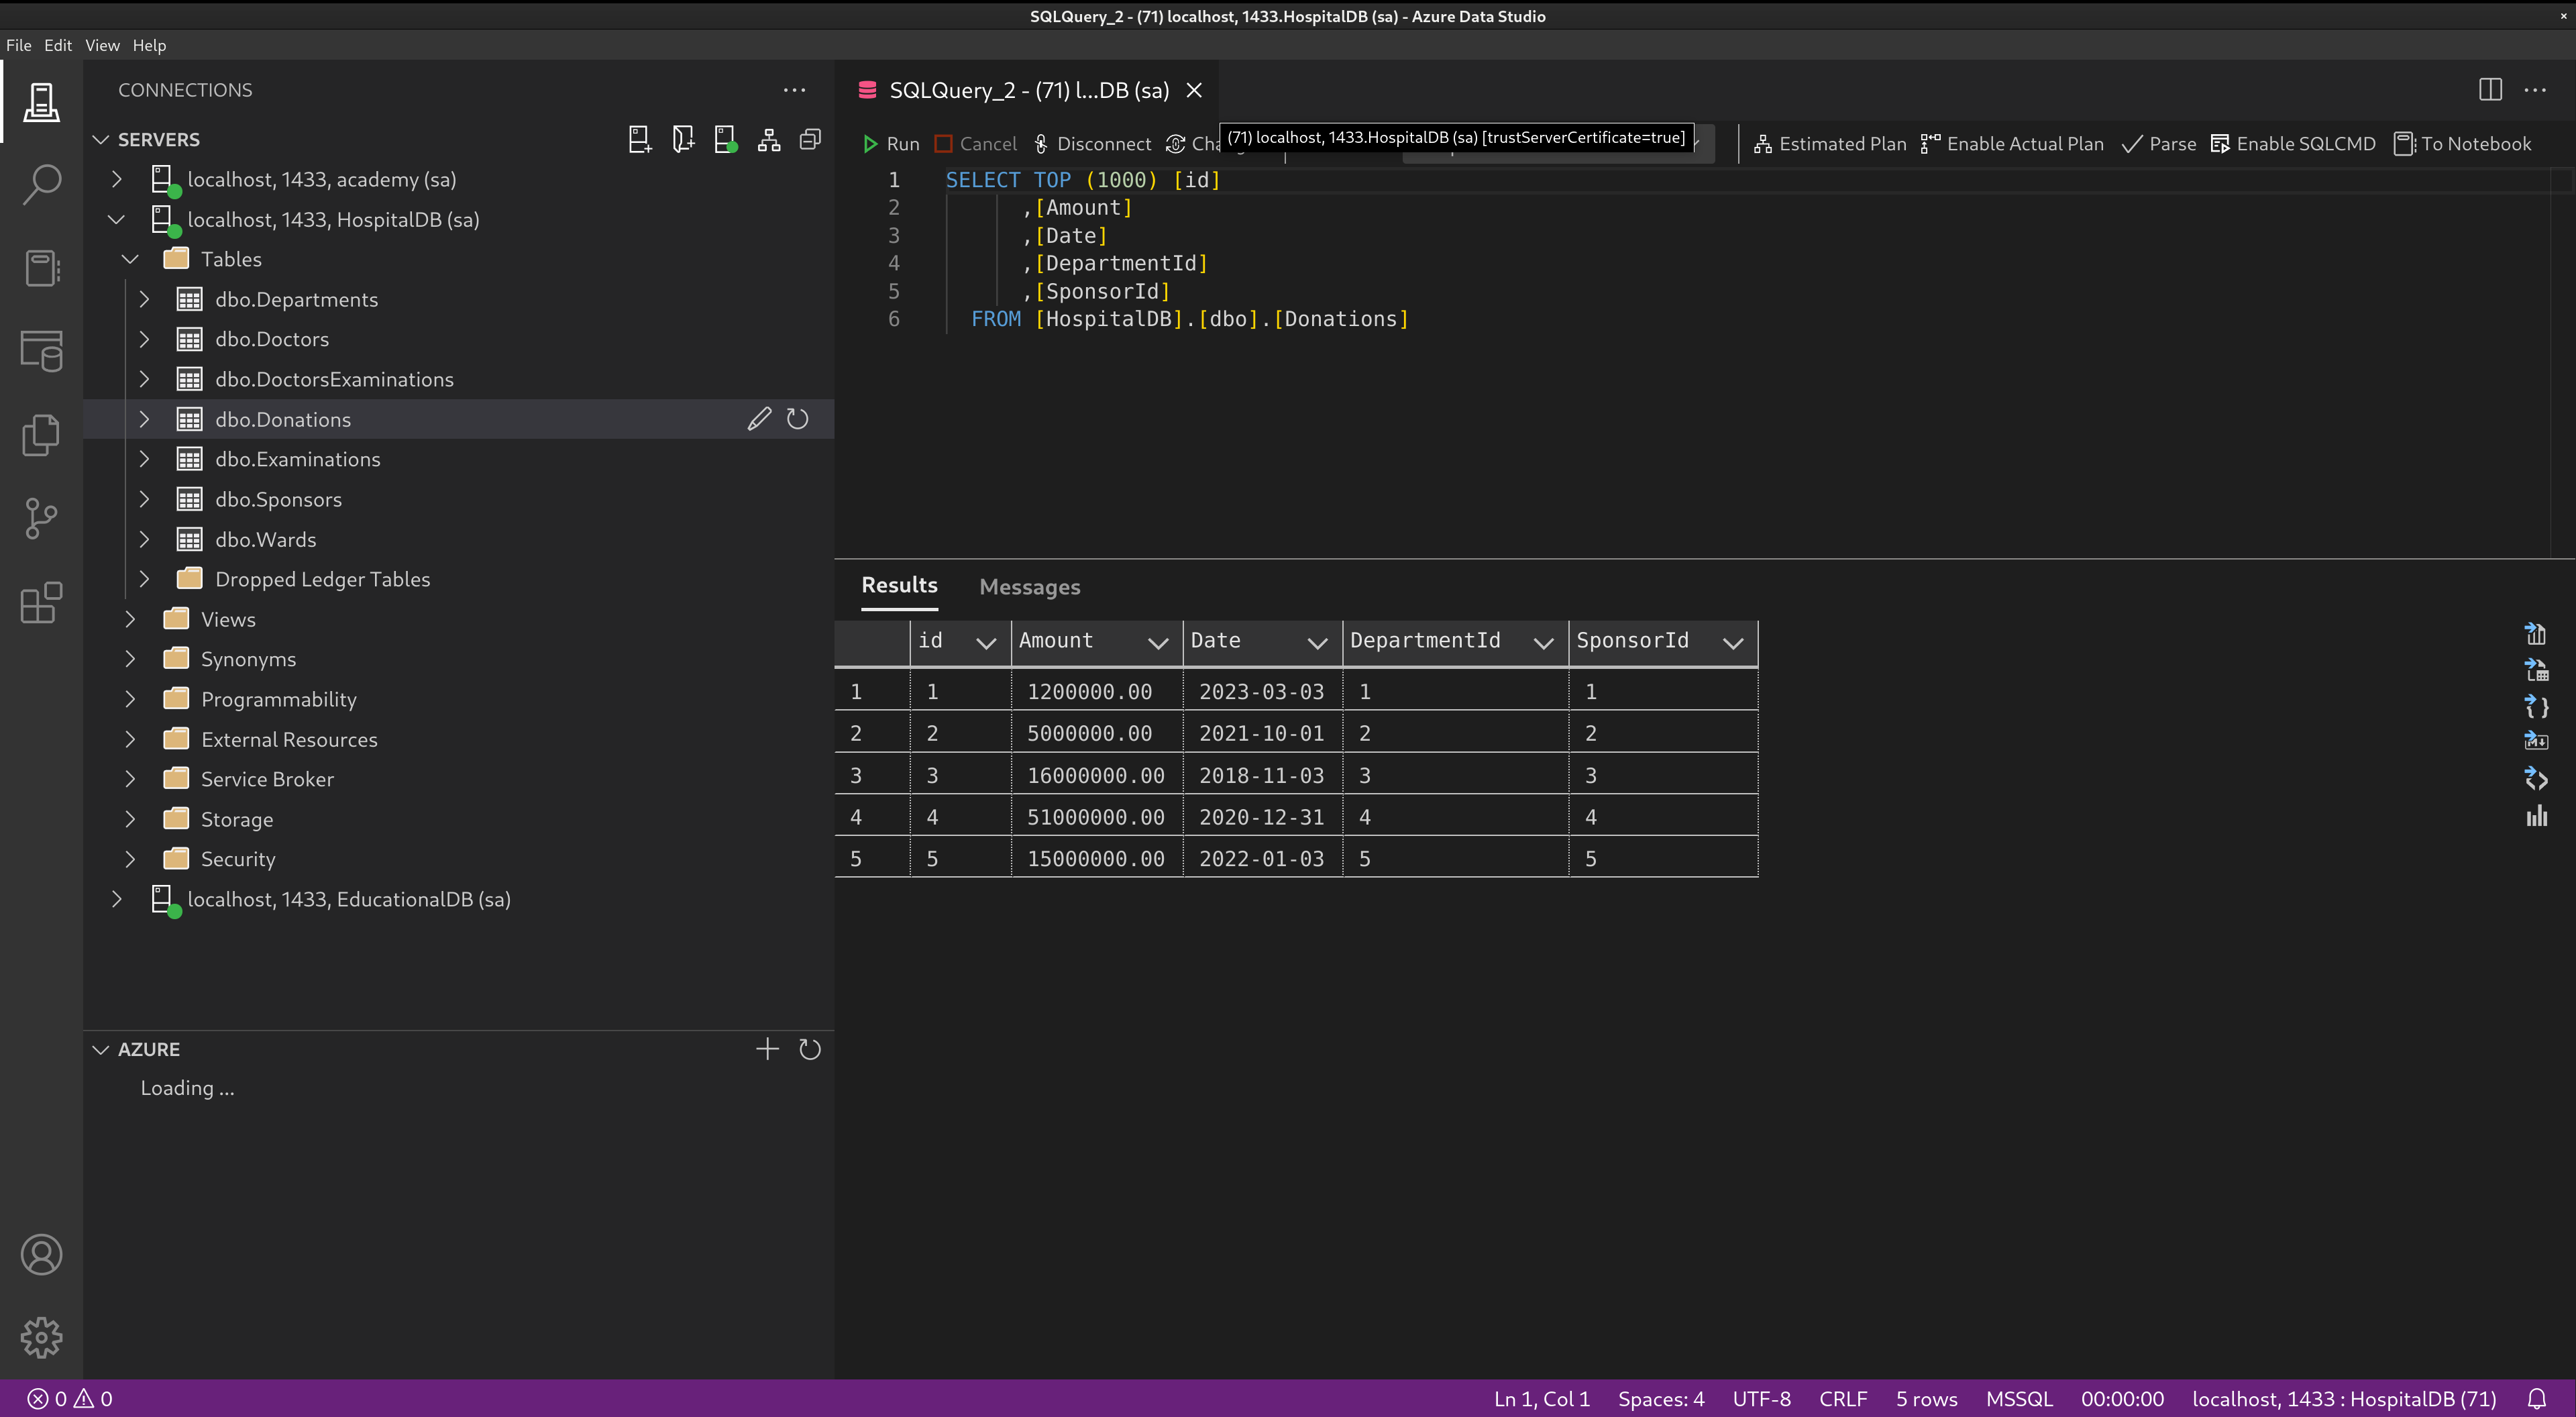 SQLQuery_2 - (71) localhost, 1433.HospitalDB (sa) - Azure Data Studio
File Edit View Help
CONNECTIONS
SERVERS
localhost, 1433, academy (sa)
localhost, 1433, HospitalDB (sa)
Tables
dbo.Departments
dbo.Doctors
dbo.DoctorsExaminations
dbo.Donations
dbo.Examinations
dbo.Sponsors
dbo.Wards
Dropped Ledger Tables
Views
Synonyms
Programmability
External Resources
Service Broker
Storage
Security
localhost, 1433, EducationalDB (sa)
AZURE
Loading ...
SQLQuery_2 - (71) l...DB (sa)
Run Cancel Disconnect
(71) localhost, 1433.HospitalDB (sa) [trustServerCertificate=true]
Estimated Plan Enable Actual Plan Parse Enable SQLCMD To Notebook
1 SELECT TOP (1000) [id]
2 ,[Amount]
3 ,[Date]
4 ,[DepartmentId]
5 ,[SponsorId]
6 FROM [HospitalDB].[dbo].[Donations]
Results Messages
id Amount Date DepartmentId SponsorId
1 1 1200000.00 2023-03-03 1 1
2 2 5000000.00 2021-10-01 2 2
3 3 16000000.00 2018-11-03 3 3
4 4 51000000.00 2020-12-31 4 4
5 5 15000000.00 2022-01-03 5 5
0 0 Ln 1, Col 1 Spaces: 4 UTF-8 CRLF 5 rows MSSQL 00:00:00 localhost, 1433 : HospitalDB (71)